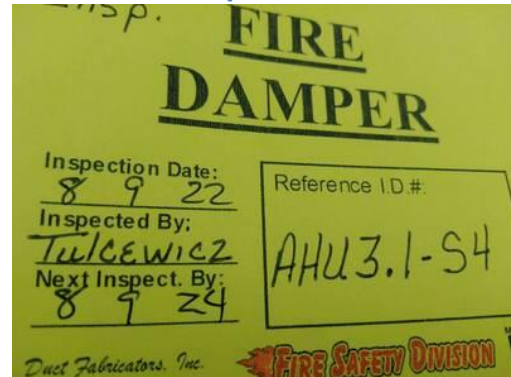 Insp.
FIRE
DAMPER
Inspection Date:
8 9 22
Inspected By:
Tulcewicz
Next Inspect. By:
8 9 24
Reference I.D.#:
AHU3.1-S4
Duct Fabricators, Inc.
FIRE SAFETY DIVISION